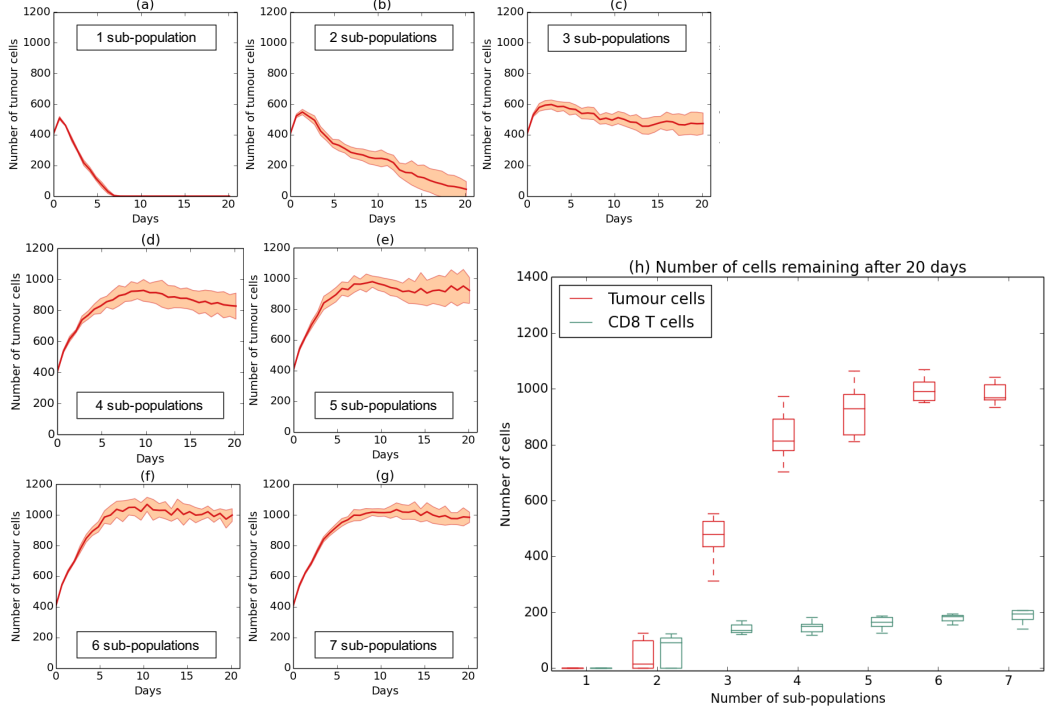 (a)
1 sub-population
Number of tumour cells
1200
1000
800
600
400
200
0
0 5 10 15 20
Days
(b)
2 sub-populations
Number of tumour cells
1200
1000
800
600
400
200
0
0 5 10 15 20
Days
(c)
3 sub-populations
Number of tumour cells
1200
1000
800
600
400
200
0
0 5 10 15 20
Days
(d)
4 sub-populations
Number of tumour cells
1200
1000
800
600
400
200
0
0 5 10 15 20
Days
(e)
5 sub-populations
Number of tumour cells
1200
1000
800
600
400
200
0
0 5 10 15 20
Days
(f)
6 sub-populations
Number of tumour cells
1200
1000
800
600
400
200
0
0 5 10 15 20
Days
(g)
7 sub-populations
Number of tumour cells
1200
1000
800
600
400
200
0
0 5 10 15 20
Days
(h) Number of cells remaining after 20 days
Tumour cells
CD8 T cells
Number of cells
1400
1200
1000
800
600
400
200
0
1 2 3 4 5 6 7
Number of sub-populations